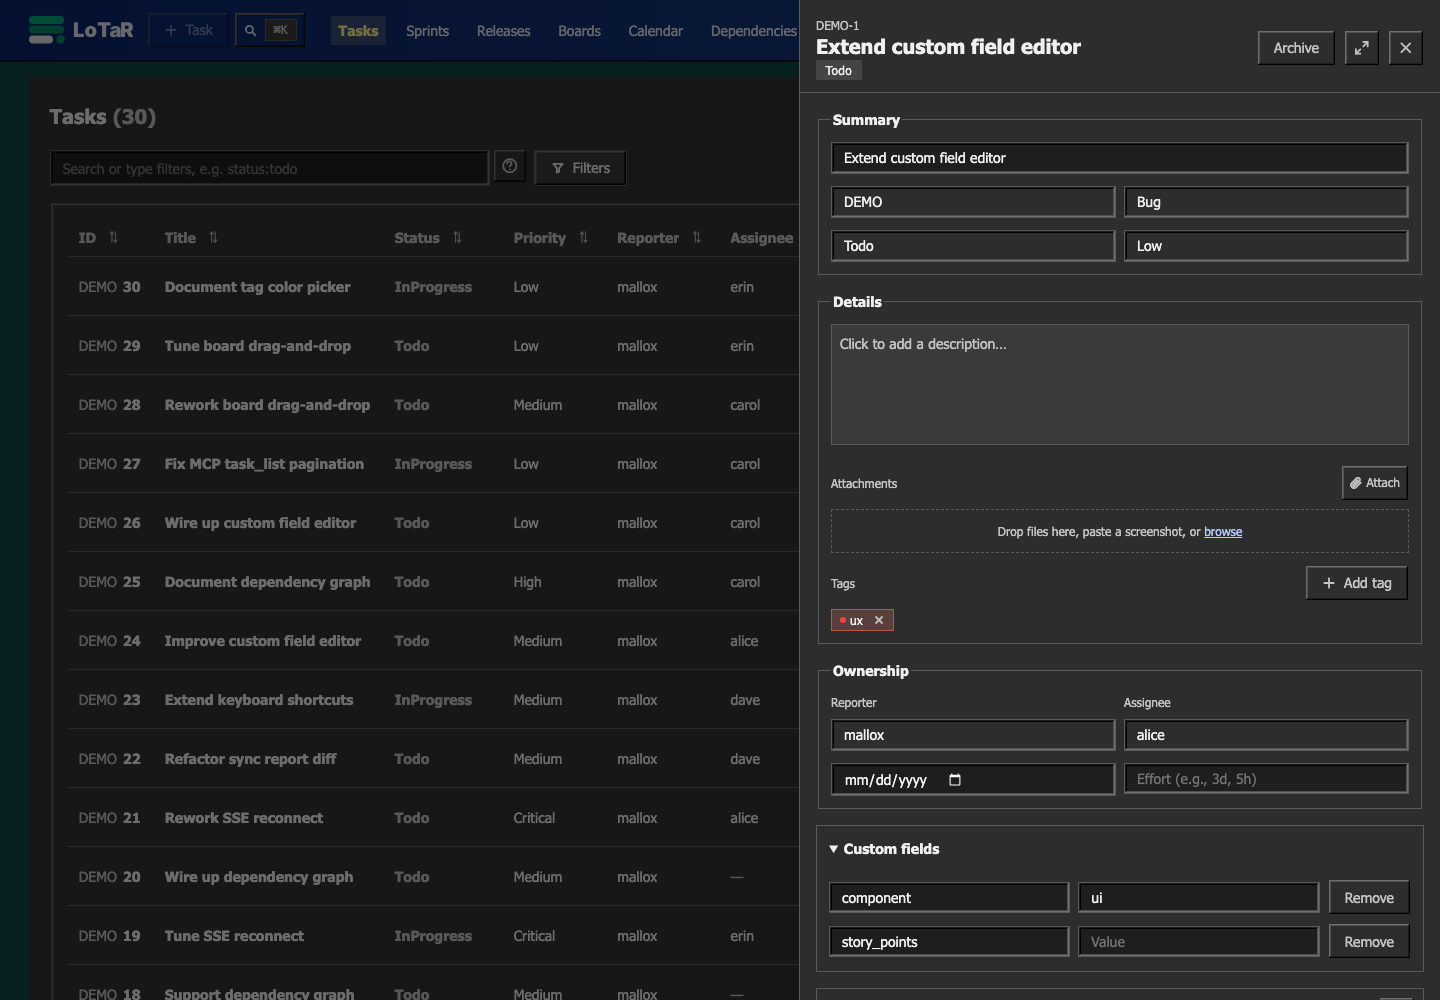 LoTaR
+ Task
⌘K
Tasks
Sprints
Releases
Boards
Calendar
Dependencies
Tasks (30)
Search or type filters, e.g. status:todo
Filters
ID Title Status Priority Reporter Assignee
DEMO 30 Document tag color picker InProgress Low mallox erin
DEMO 29 Tune board drag-and-drop Todo Low mallox erin
DEMO 28 Rework board drag-and-drop Todo Medium mallox carol
DEMO 27 Fix MCP task_list pagination InProgress Low mallox carol
DEMO 26 Wire up custom field editor Todo Low mallox carol
DEMO 25 Document dependency graph Todo High mallox carol
DEMO 24 Improve custom field editor Todo Medium mallox alice
DEMO 23 Extend keyboard shortcuts InProgress Medium mallox dave
DEMO 22 Refactor sync report diff Todo Medium mallox dave
DEMO 21 Rework SSE reconnect Todo Critical mallox alice
DEMO 20 Wire up dependency graph Todo Medium mallox —
DEMO 19 Tune SSE reconnect InProgress Critical mallox erin
DEMO 18 Support dependency graph Todo Medium mallox —
DEMO-1
Extend custom field editor
Todo
Archive
Summary
Extend custom field editor
DEMO
Bug
Todo
Low
Details
Click to add a description...
Attachments
Attach
Drop files here, paste a screenshot, or browse
Tags
+ Add tag
ux
Ownership
Reporter
Assignee
mallox
alice
mm/dd/yyyy
Effort (e.g., 3d, 5h)
Custom fields
component
ui
Remove
story_points
Value
Remove